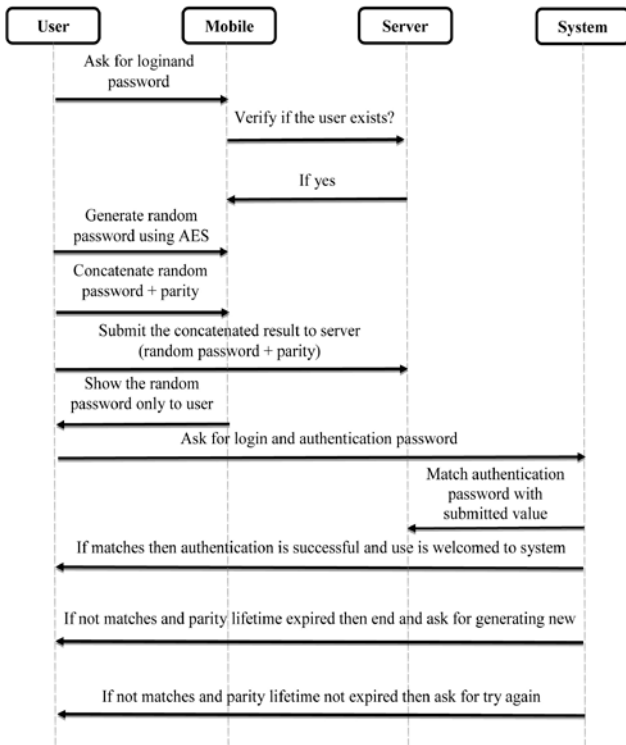 User
Mobile
Server
System
Ask for loginand
password
Verify if the user exists?
If yes
Generate random
password using AES
Concatenate random
password + parity
Submit the concatenated result to server
(random password + parity)
Show the random
password only to user
Ask for login and authentication password
Match authentication
password with
submitted value
If matches then authentication is successful and use is welcomed to system
If not matches and parity lifetime expired then end and ask for generating new
If not matches and parity lifetime not expired then ask for try again